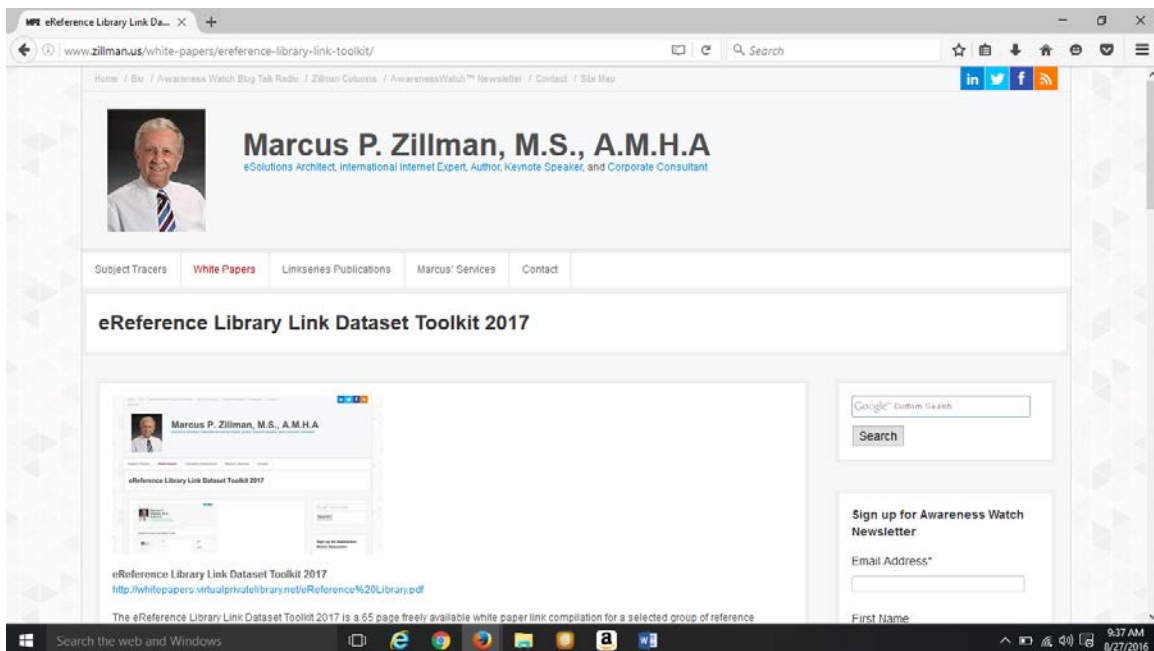 eReference Library Link Da...
www.zillman.us/white-papers/ereference-library-link-toolkit/
Search
Home / Bio / Awareness Watch Blog Talk Radio / Zillman Columns / AwarenessWatch™ Newsletter / Contact / Site Map
in f
Marcus P. Zillman, M.S., A.M.H.A
eSolutions Architect, International Internet Expert, Author, Keynote Speaker, and Corporate Consultant
Subject Tracers White Papers Linkseries Publications Marcus' Services Contact
eReference Library Link Dataset Toolkit 2017
Marcus P. Zillman, M.S., A.M.H.A
eReference Library Link Dataset Toolkit 2017
Google™ Custom Search
Search
Sign up for Awareness Watch
Newsletter
Email Address*
First Name
eReference Library Link Dataset Toolkit 2017
http://whitepapers.virtualprivatelibrary.net/eReference%20Library.pdf
The eReference Library Link Dataset Toolkit 2017 is a 65 page freely available white paper link compilation for a selected group of reference
Search the web and Windows
9:37 AM
8/27/2016